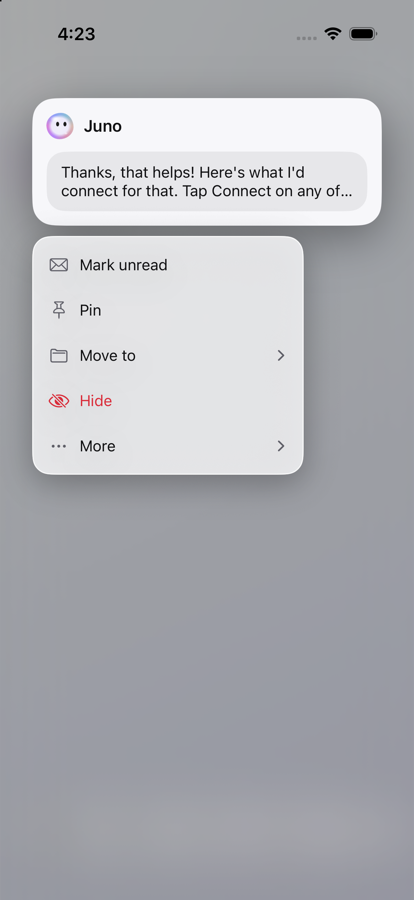 4:23
Juno
Thanks, that helps! Here's what I'd
connect for that. Tap Connect on any of...
Mark unread
Pin
Move to
Hide
More